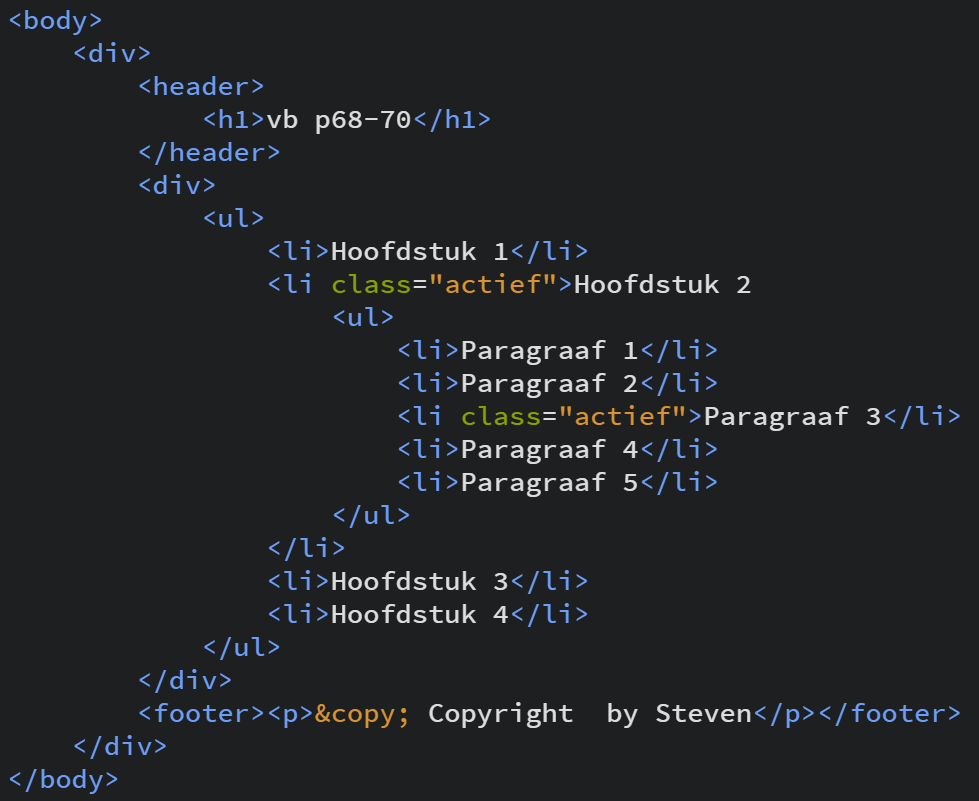 <body>
    <div>
        <header>
            <h1>vb p68-70</h1>
        </header>
        <div>
            <ul>
                <li>Hoofdstuk 1</li>
                <li class="actief">Hoofdstuk 2
                    <ul>
                        <li>Paragraaf 1</li>
                        <li>Paragraaf 2</li>
                        <li class="actief">Paragraaf 3</li>
                        <li>Paragraaf 4</li>
                        <li>Paragraaf 5</li>
                    </ul>
                </li>
                <li>Hoofdstuk 3</li>
                <li>Hoofdstuk 4</li>
            </ul>
        </div>
        <footer><p>&copy; Copyright  by Steven</p></footer>
    </div>
</body>